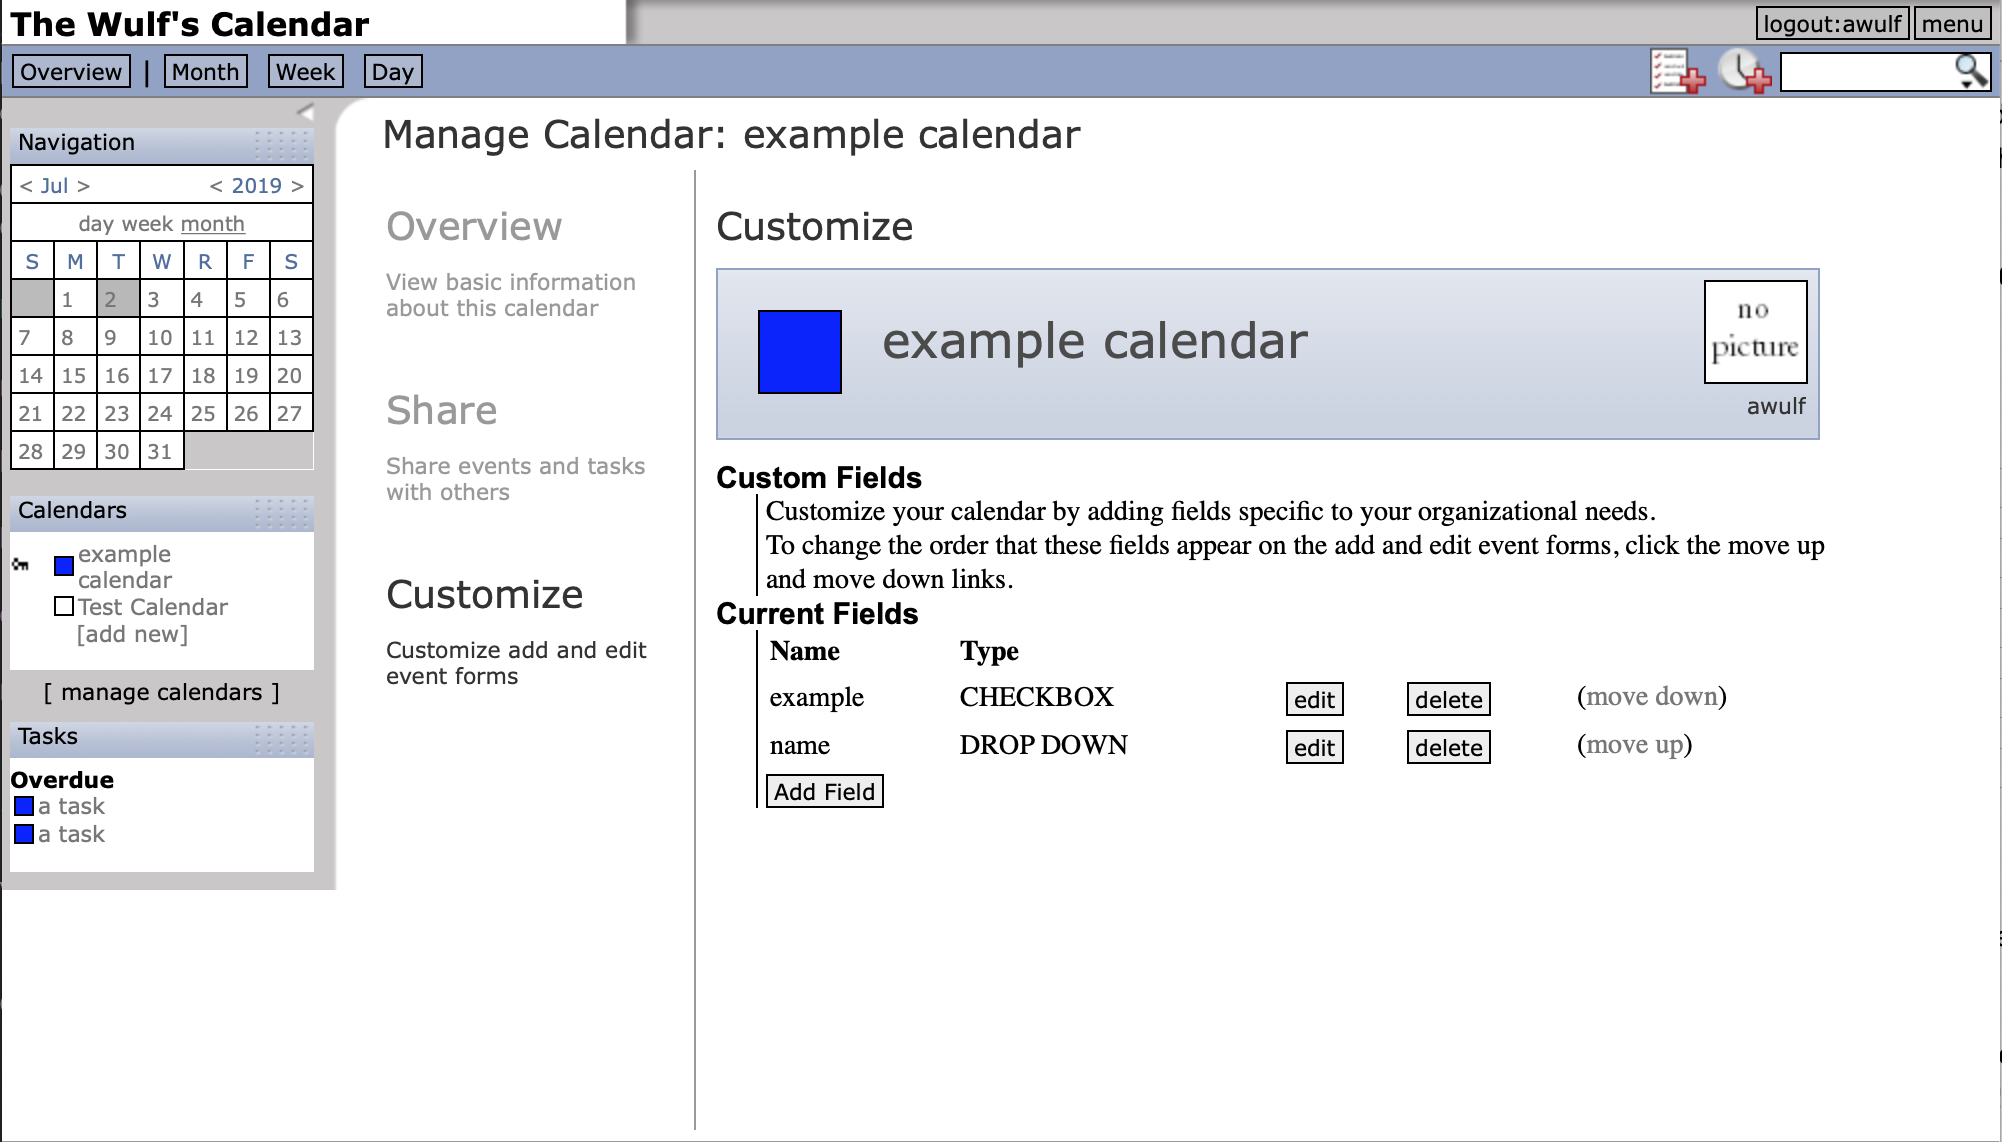 The Wulf's Calendar
logout:awulf menu
Overview | Month Week Day
Navigation
< Jul > < 2019 >
day week month
S M T W R F S
1 2 3 4 5 6
7 8 9 10 11 12 13
14 15 16 17 18 19 20
21 22 23 24 25 26 27
28 29 30 31
Calendars
example
calendar
Test Calendar
[add new]
[ manage calendars ]
Tasks
Overdue
a task
a task
Manage Calendar: example calendar
Overview
View basic information
about this calendar
Share
Share events and tasks
with others
Customize
Customize add and edit
event forms
Customize
example calendar
no
picture
awulf
Custom Fields
Customize your calendar by adding fields specific to your organizational needs.
To change the order that these fields appear on the add and edit event forms, click the move up
and move down links.
Current Fields
Name Type
example CHECKBOX edit delete (move down)
name DROP DOWN edit delete (move up)
Add Field